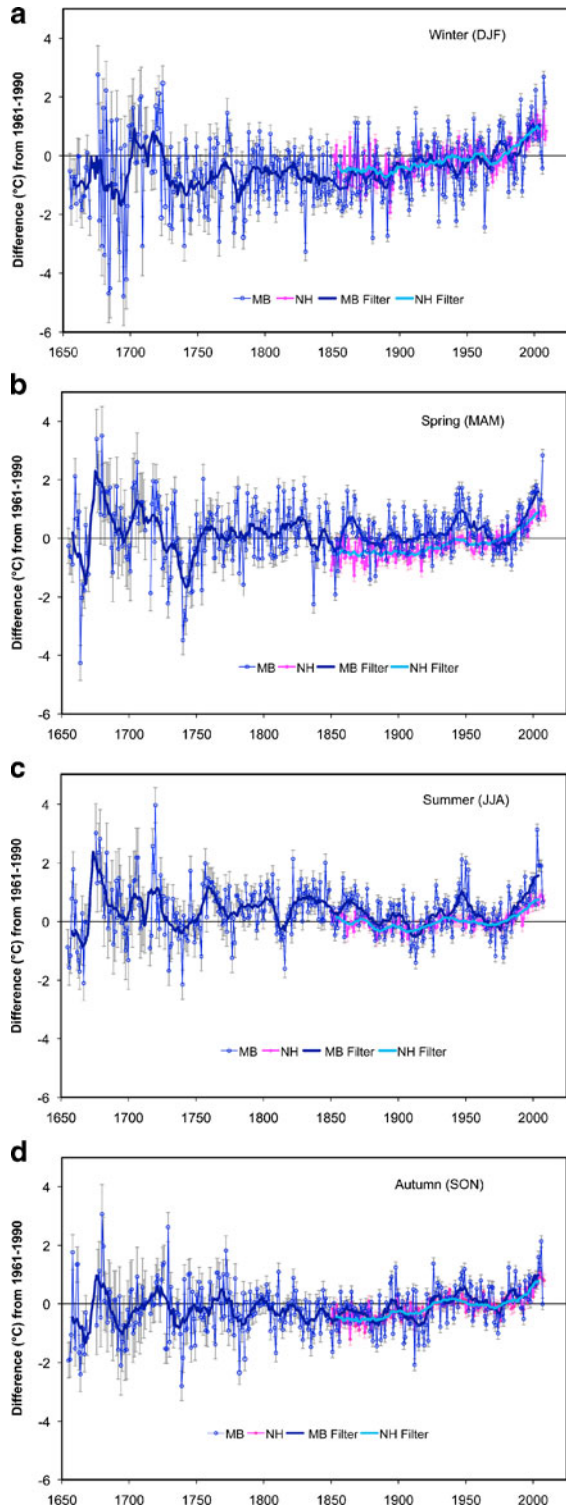 a
Winter (DJF)
Difference (°C) from 1961-1990
4
2
0
-2
-4
-6
MB NH MB Filter NH Filter
1650 1700 1750 1800 1850 1900 1950 2000
b
Spring (MAM)
Difference (°C) from 1961-1990
4
2
0
-2
-4
-6
MB NH MB Filter NH Filter
1650 1700 1750 1800 1850 1900 1950 2000
c
Summer (JJA)
Difference (°C) from 1961-1990
4
2
0
-2
-4
-6
MB NH MB Filter NH Filter
1650 1700 1750 1800 1850 1900 1950 2000
d
Autumn (SON)
Difference (°C) from 1961-1990
4
2
0
-2
-4
-6
MB NH MB Filter NH Filter
1650 1700 1750 1800 1850 1900 1950 2000